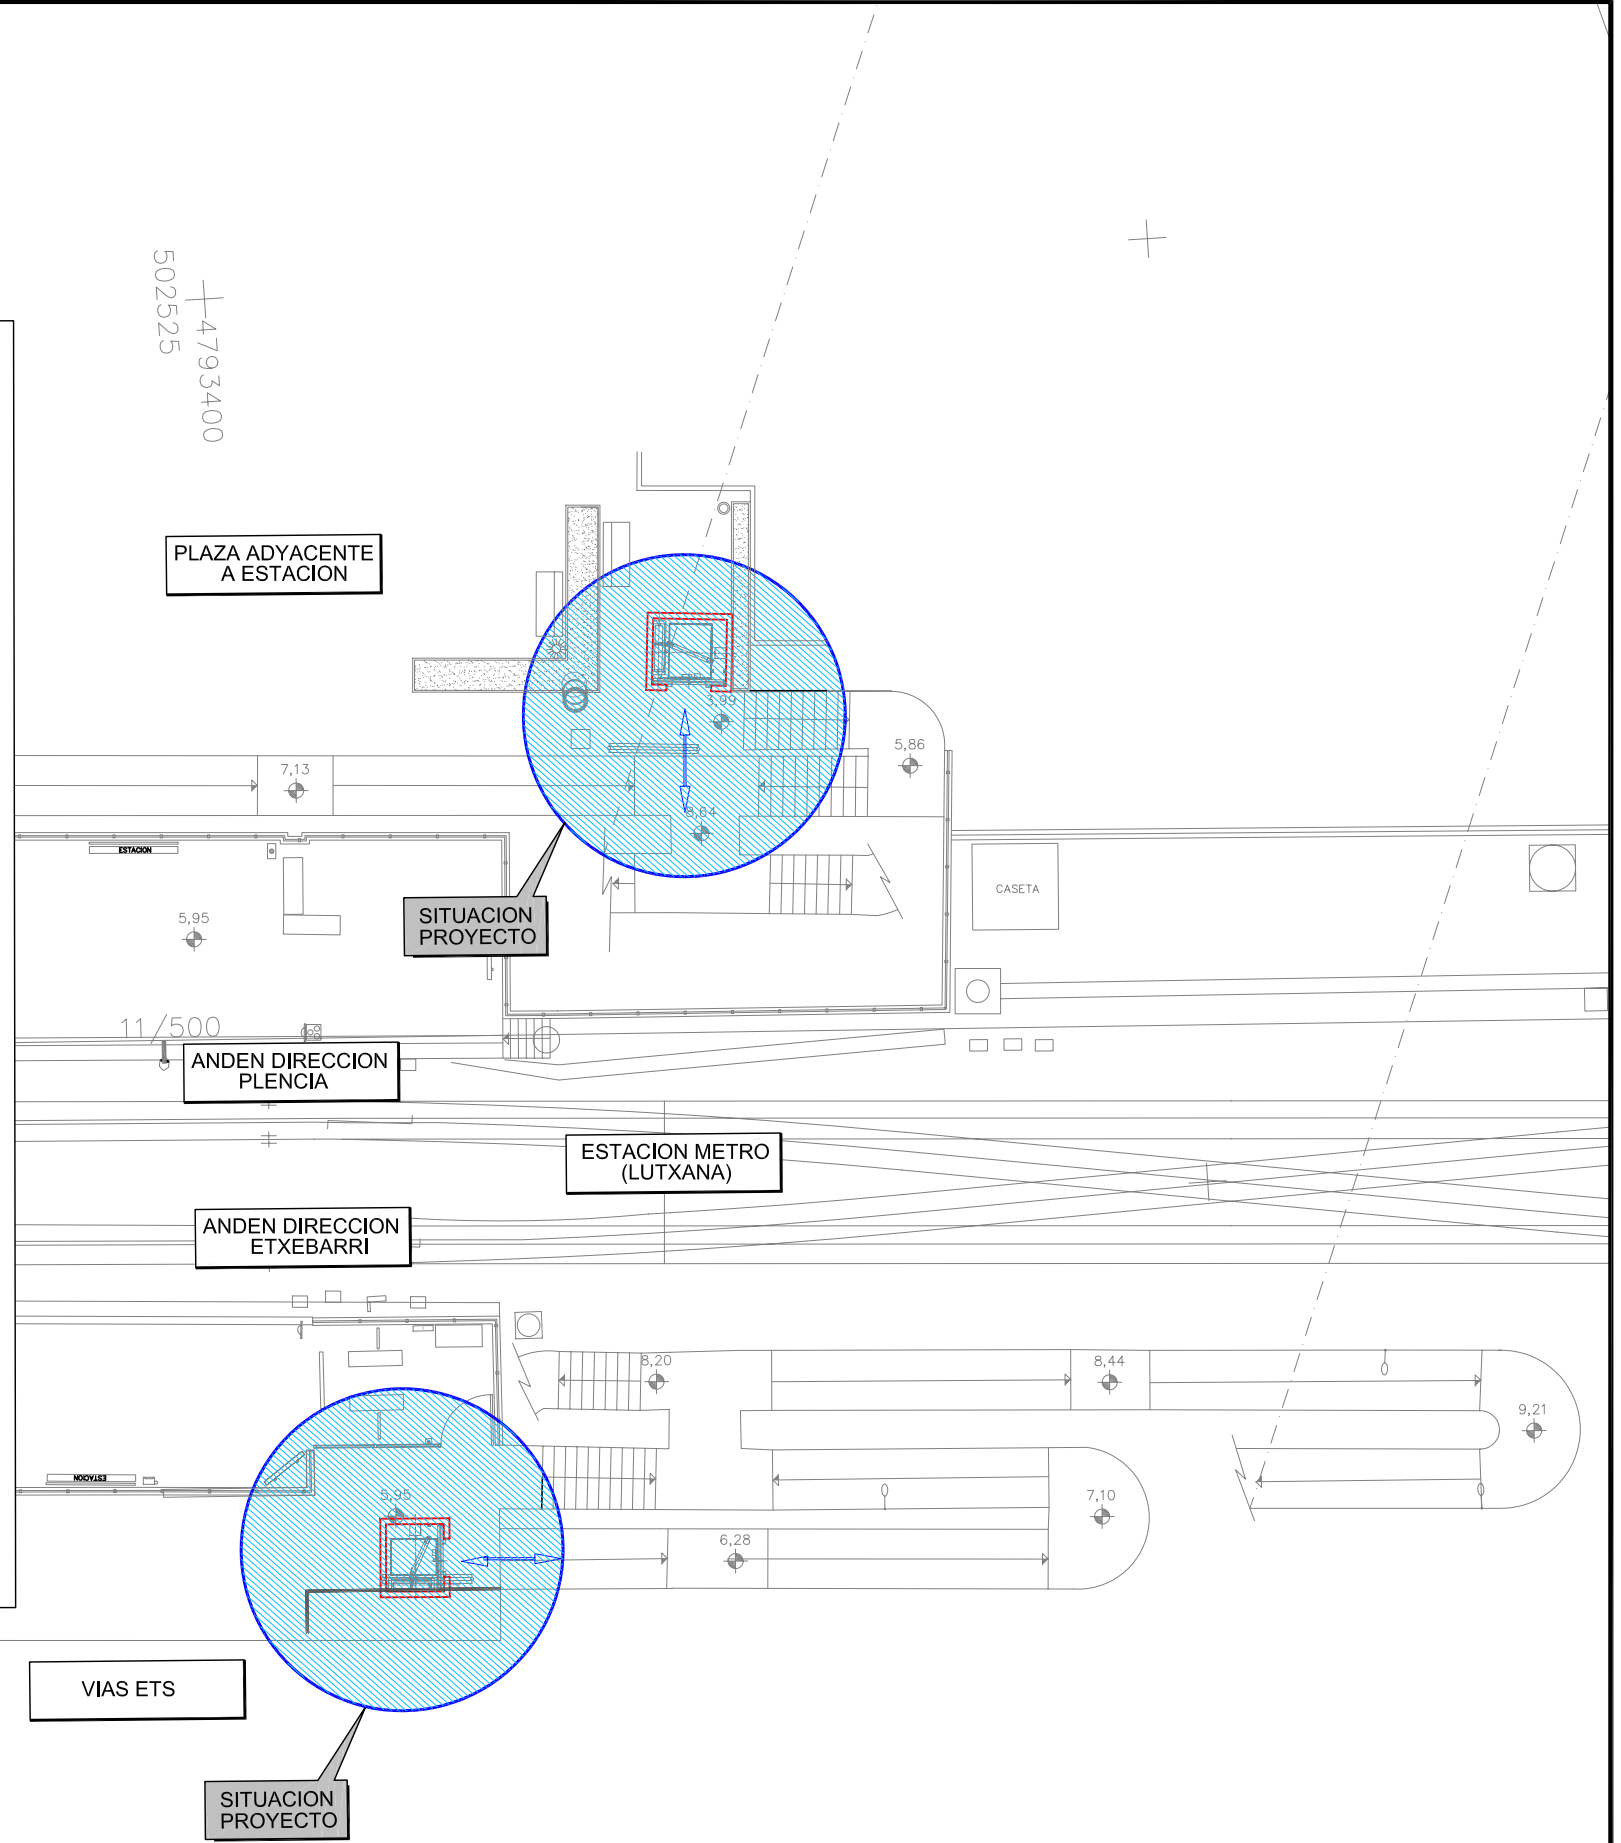 502525
4793400
PLAZA ADYACENTE
A ESTACION
3,99
5,86
7,13
8,64
ESTACION
CASETA
SITUACION
PROYECTO
5,95
11/500
ANDEN DIRECCION
PLENCIA
ESTACION METRO
(LUTXANA)
ANDEN DIRECCION
ETXEBARRI
8,20
8,44
9,21
ESTACION
5,95
7,10
6,28
VIAS ETS
SITUACION
PROYECTO